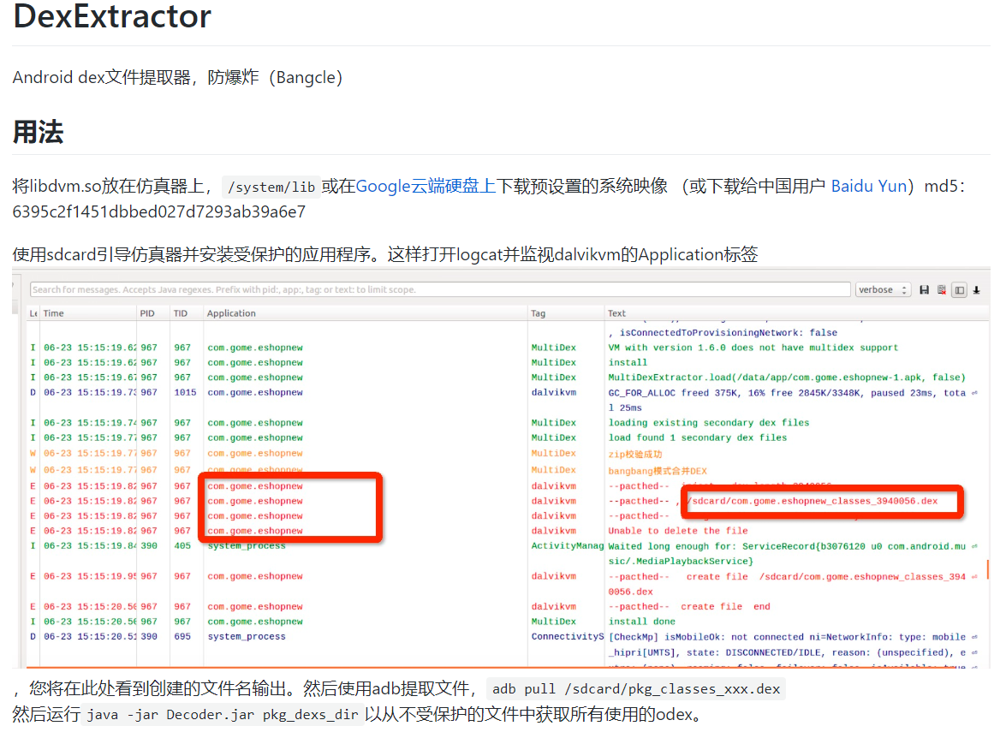 DexExtractor
Android dex文件提取器，防爆炸（Bangcle）
用法
将libdvm.so放在仿真器上， /system/lib 或在Google云端硬盘上下载预设置的系统映像 （或下载给中国用户 Baidu Yun）md5：
6395c2f1451dbbed027d7293ab39a6e7
使用sdcard引导仿真器并安装受保护的应用程序。这样打开logcat并监视dalvikvm的Application标签
Search for messages. Accepts Java regexes. Prefix with pid:, app:, tag: or text: to limit scope. verbose
Le Time PID TID Application Tag Text
, isConnectedToProvisioningNetwork: false
I 06-23 15:15:19.62 967 967 com.gome.eshopnew MultiDex VM with version 1.6.0 does not have multidex support
I 06-23 15:15:19.62 967 967 com.gome.eshopnew MultiDex install
I 06-23 15:15:19.67 967 967 com.gome.eshopnew MultiDex MultiDexExtractor.load(/data/app/com.gome.eshopnew-1.apk, false)
D 06-23 15:15:19.73 967 1015 com.gome.eshopnew dalvikvm GC_FOR_ALLOC freed 375K, 16% free 2845K/3348K, paused 23ms, tota
l 25ms
I 06-23 15:15:19.74 967 967 com.gome.eshopnew MultiDex loading existing secondary dex files
I 06-23 15:15:19.77 967 967 com.gome.eshopnew MultiDex load found 1 secondary dex files
W 06-23 15:15:19.77 967 967 com.gome.eshopnew MultiDex zip校验成功
W 06-23 15:15:19.77 967 967 com.gome.eshopnew MultiDex bangbang模式合并DEX
E 06-23 15:15:19.82 967 967 com.gome.eshopnew dalvikvm --pacthed--
E 06-23 15:15:19.82 967 967 com.gome.eshopnew dalvikvm --pacthed-- , /sdcard/com.gome.eshopnew_classes_3940056.dex
E 06-23 15:15:19.82 967 967 com.gome.eshopnew dalvikvm --pacthed--
E 06-23 15:15:19.82 967 967 com.gome.eshopnew dalvikvm Unable to delete the file
I 06-23 15:15:19.84 390 405 system_process ActivityManag Waited long enough for: ServiceRecord{b3076120 u0 com.android.mu
sic/.MediaPlaybackService}
E 06-23 15:15:19.95 967 967 com.gome.eshopnew dalvikvm --pacthed-- create file /sdcard/com.gome.eshopnew_classes_394
0056.dex
E 06-23 15:15:20.50 967 967 com.gome.eshopnew dalvikvm --pacthed-- create file end
I 06-23 15:15:20.50 967 967 com.gome.eshopnew MultiDex install done
D 06-23 15:15:20.51 390 695 system_process ConnectivityS [CheckMp] isMobileOk: not connected ni=NetworkInfo: type: mobile
_hipri[UMTS], state: DISCONNECTED/IDLE, reason: (unspecified), e
，您将在此处看到创建的文件名输出。然后使用adb提取文件， adb pull /sdcard/pkg_classes_xxx.dex
然后运行 java -jar Decoder.jar pkg_dexs_dir 以从不受保护的文件中获取所有使用的odex。